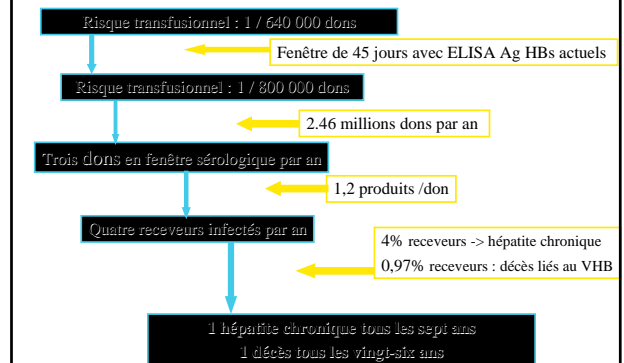 Risque transfusionnel : 1 / 640 000 dons
Fenêtre de 45 jours avec ELISA Ag HBs actuels
Risque transfusionnel : 1 / 800 000 dons
2.46 millions dons par an
Trois dons en fenêtre sérologique par an
1,2 produits /don
Quatre receveurs infectés par an
4% receveurs -> hépatite chronique
0,97% receveurs : décès liés au VHB
1 hépatite chronique tous les sept ans
1 décès tous les vingt-six ans